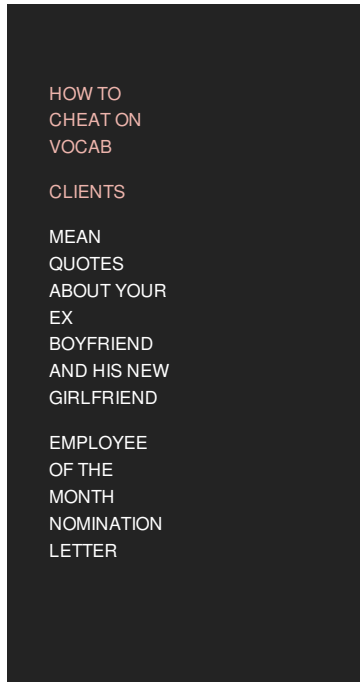 HOW TO
CHEAT ON
VOCAB
CLIENTS
MEAN
QUOTES
ABOUT YOUR
EX
BOYFRIEND
AND HIS NEW
GIRLFRIEND
EMPLOYEE
OF THE
MONTH
NOMINATION
LETTER